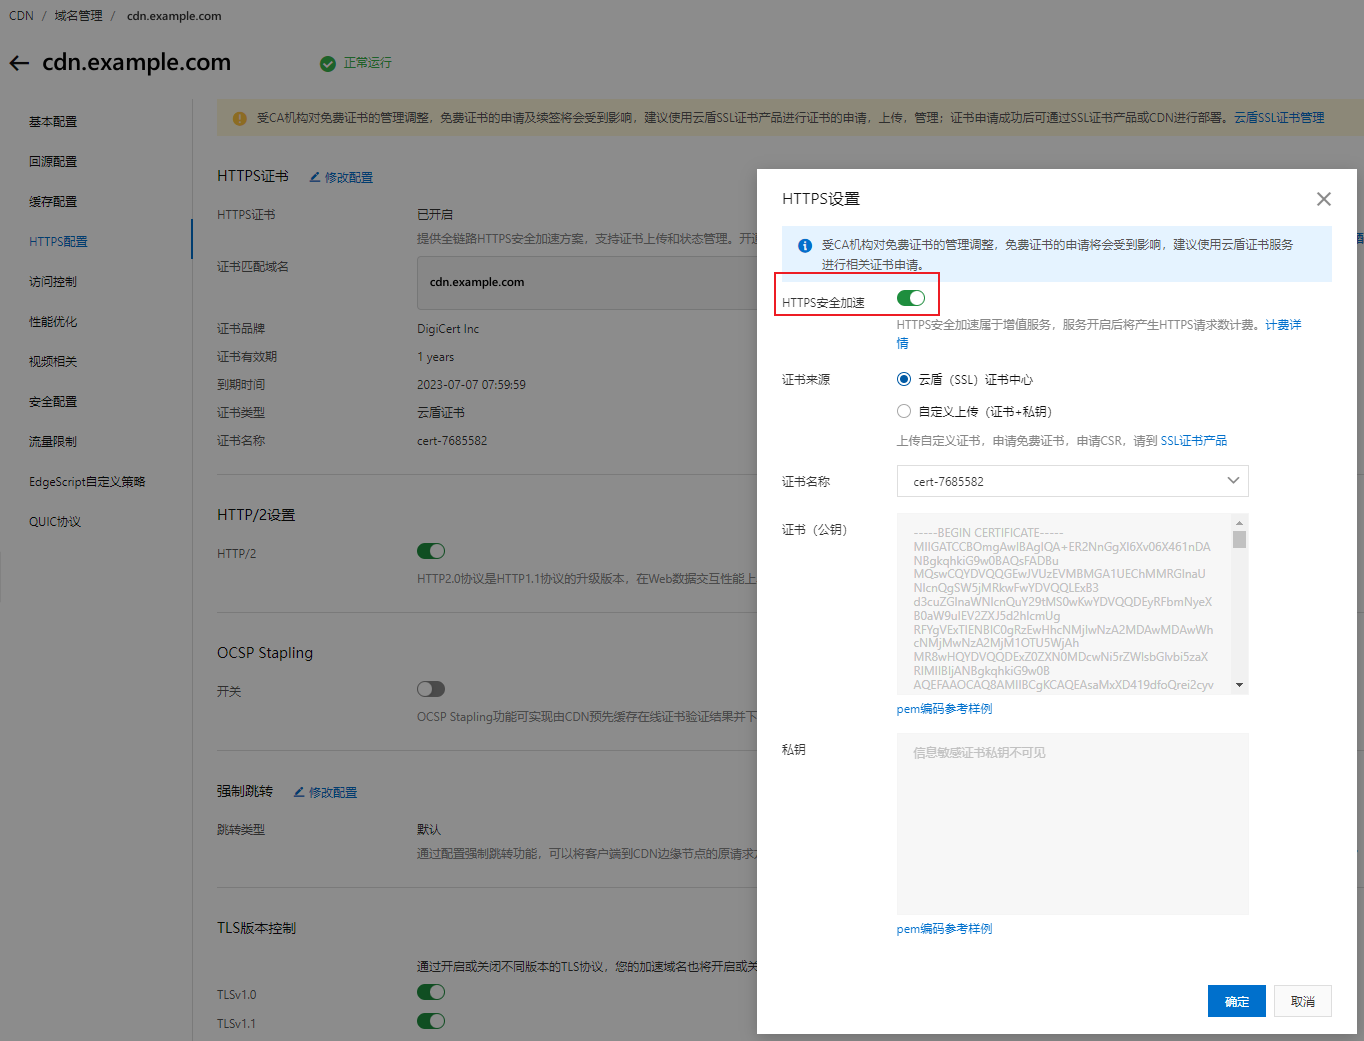 CDN / 域名管理 / cdn.example.com
cdn.example.com
正常运行
基本配置
回源配置
缓存配置
HTTPS配置
访问控制
性能优化
视频相关
安全配置
流量限制
EdgeScript自定义策略
QUIC协议
受CA机构对免费证书的管理调整，免费证书的申请及续签将会受到影响，建议使用云盾SSL证书产品进行证书的申请，上传，管理；证书申请成功后可通过SSL证书产品或CDN进行部署。云盾SSL证书管理
HTTPS证书 修改配置
HTTPS证书 已开启
提供全链路HTTPS安全加速方案，支持证书上传和状态管理。开
证书匹配域名 cdn.example.com
证书品牌 DigiCert Inc
证书有效期 1 years
到期时间 2023-07-07 07:59:59
证书类型 云盾证书
证书名称 cert-7685582
HTTP/2设置
HTTP/2
HTTP2.0协议是HTTP1.1协议的升级版本，在Web数据交互性能上
OCSP Stapling
开关
OCSP Stapling功能可实现由CDN预先缓存在线证书验证结果并下
强制跳转 修改配置
跳转类型 默认
通过配置强制跳转功能，可以将客户端到CDN边缘节点的原请求
TLS版本控制
通过开启或关闭不同版本的TLS协议，您的加速域名也将开启或关
TLSv1.0
TLSv1.1
HTTPS设置
受CA机构对免费证书的管理调整，免费证书的申请将会受到影响，建议使用云盾证书服务
进行相关证书申请。
HTTPS安全加速
HTTPS安全加速属于增值服务，服务开启后将产生HTTPS请求数计费。计费详
情
证书来源 云盾（SSL）证书中心
自定义上传（证书+私钥）
上传自定义证书，申请免费证书，申请CSR，请到 SSL证书产品
证书名称 cert-7685582
证书（公钥）
-----BEGIN CERTIFICATE-----
MIIGATCCBOmgAwIBAgIQA+ER2NnGgXl6Xv06X461nDA
NBgkqhkiG9w0BAQsFADBu
MQswCQYDVQQGEwJVUzEVMBMGA1UEChMMRGlnaU
NlcnQgSW5jMRkwFwYDVQQLExB3
d3cuZGlnaWNlcnQuY29tMS0wKwYDVQQDEyRFbmNyeX
B0aW9uIEV2ZXJ5d2hlcmUg
RFYgVExTIENBIC0gRzEwHhcNMjIwNzA2MDAwMDAwWh
cNMjMwNzA2MjM1OTU5WjAh
MR8wHQYDVQQDExZ0ZXN0MDcwNi5rZWlsbGlvbi5zaX
RlMIIBIjANBgkqhkiG9w0B
AQEFAAOCAQ8AMIIBCgKCAQEAsaMxXD419dfoQrei2cyv
pem编码参考样例
私钥
信息敏感证书私钥不可见
pem编码参考样例
确定 取消